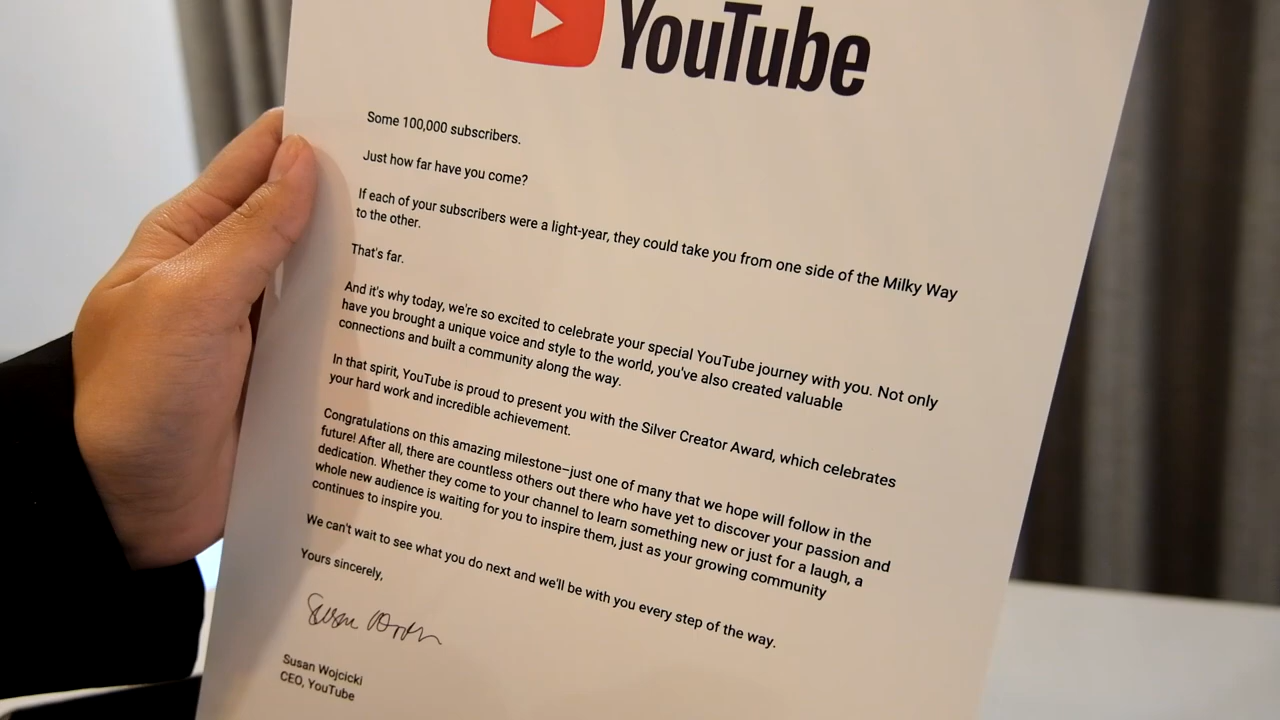 YouTube
Some 100,000 subscribers.
Just how far have you come?
If each of your subscribers were a light-year, they could take you from one side of the Milky Way
to the other.
That's far.
And it's why today, we're so excited to celebrate your special YouTube journey with you. Not only
have you brought a unique voice and style to the world, you've also created valuable
connections and built a community along the way.
In that spirit, YouTube is proud to present you with the Silver Creator Award, which celebrates
your hard work and incredible achievement.
Congratulations on this amazing milestone–just one of many that we hope will follow in the
future! After all, there are countless others out there who have yet to discover your passion and
dedication. Whether they come to your channel to learn something new or just for a laugh, a
whole new audience is waiting for you to inspire them, just as your growing community
continues to inspire you.
We can't wait to see what you do next and we'll be with you every step of the way.
Yours sincerely,
Susan Wojcicki
CEO, YouTube